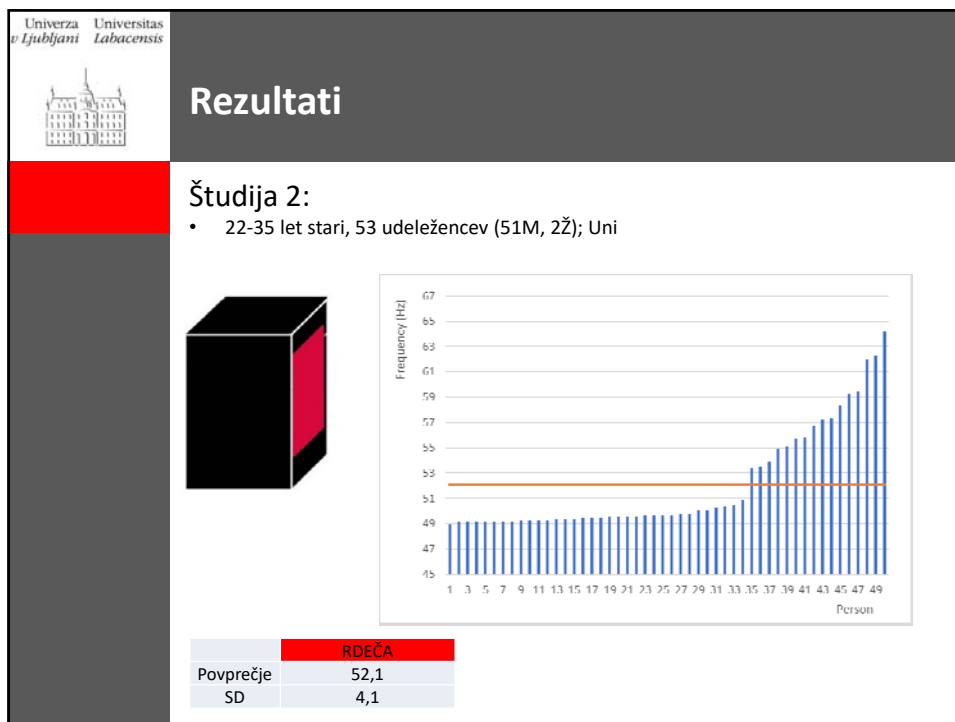 Univerza Universitas
v Ljubljani Labacensis
Rezultati
Študija 2:
• 22-35 let stari, 53 udeležencev (51M, 2Ž); Uni
Frequency (Hz)
67
65
63
61
59
57
55
53
51
49
47
45
1 3 5 7 9 11 13 15 17 19 21 23 25 27 29 31 33 35 37 39 41 43 45 47 49
Person
RDEČA
Povprečje 52,1
SD 4,1